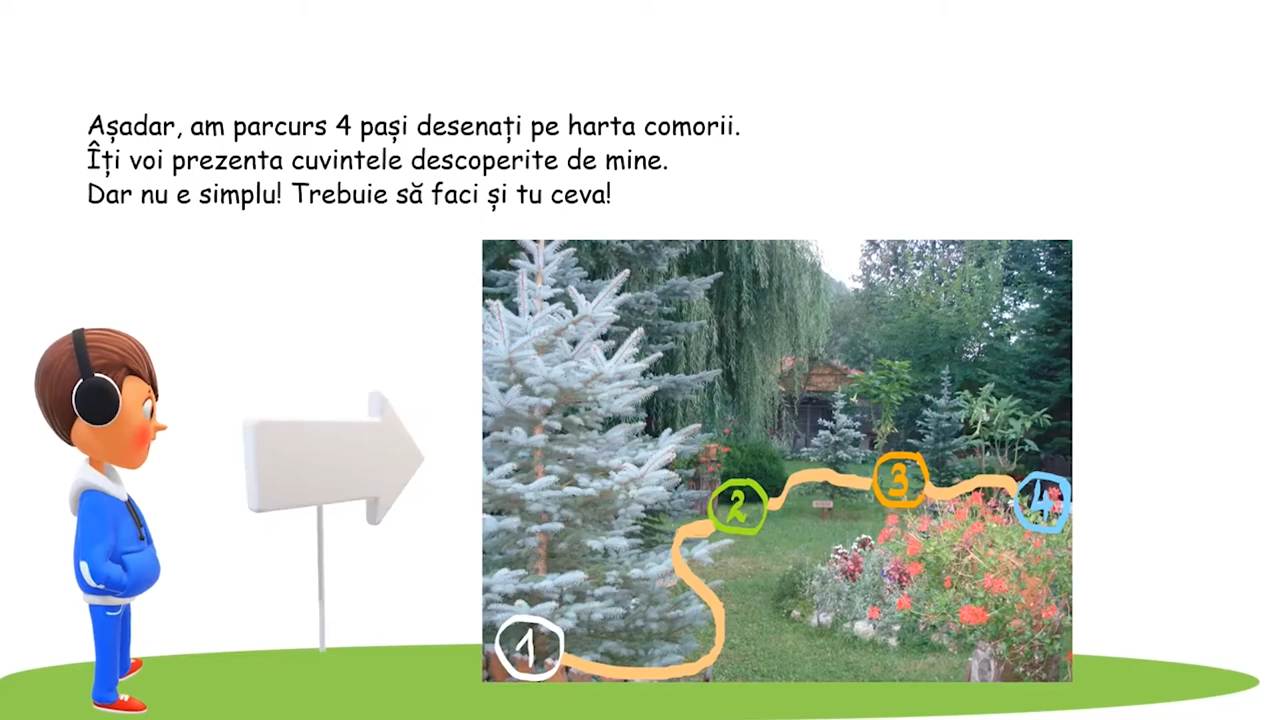 Așadar, am parcurs 4 pași desenați pe harta comorii.
Îți voi prezenta cuvintele descoperite de mine.
Dar nu e simplu! Trebuie să faci și tu ceva!
1
2
3
4